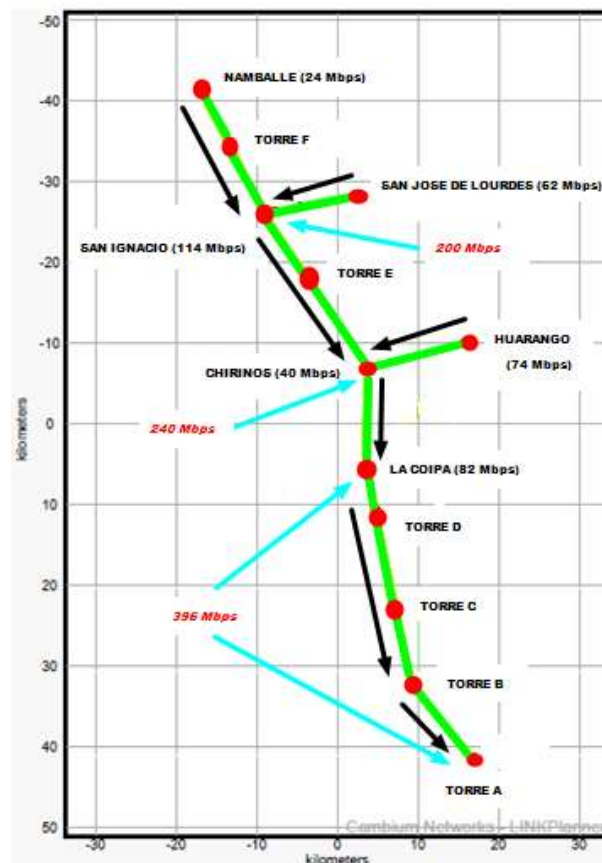 -50
NAMBALLE (24 Mbps)
-40
TORRE F
-30
SAN JOSE DE LOURDES (62 Mbps)
SAN IGNACIO (114 Mbps)
200 Mbps
-20
TORRE E
-10
HUARANGO
(74 Mbps)
CHIRINOS (40 Mbps)
kilometers
0
240 Mbps
LA COIPA (82 Mbps)
10
TORRE D
20
TORRE C
396 Mbps
30
TORRE B
40
TORRE A
Cambium Networks - LINKPlanner
50
-30 -20 -10 0 10 20 30
kilometers